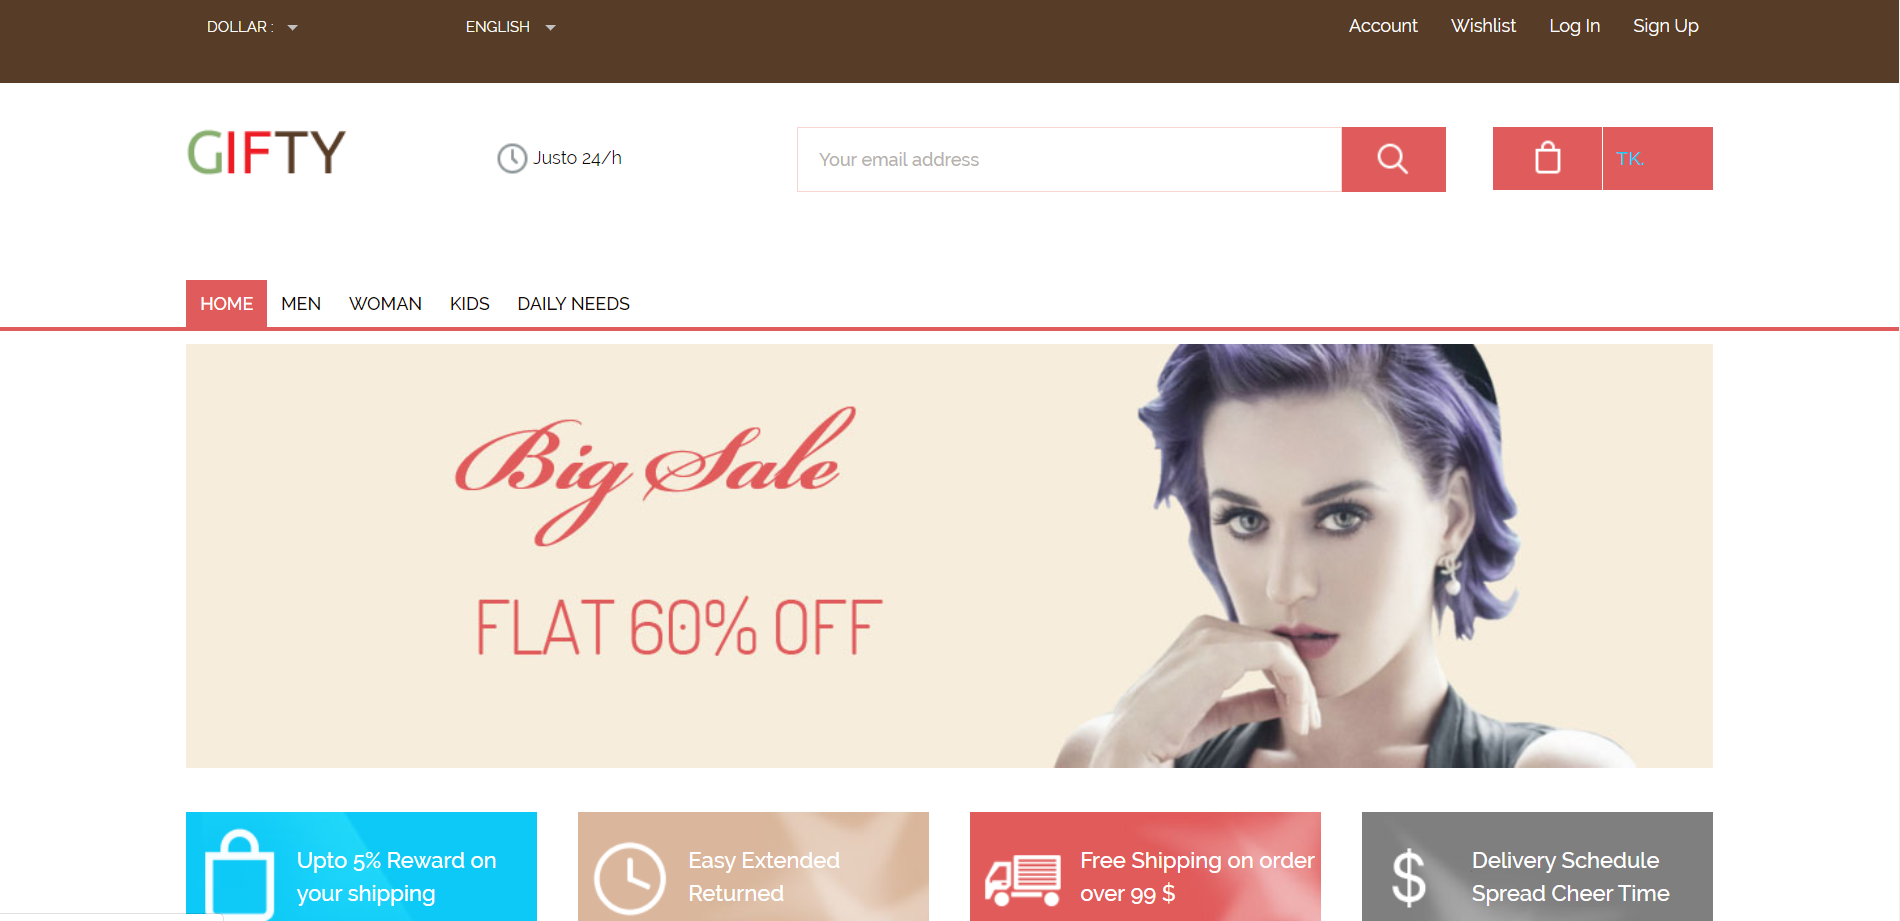 DOLLAR :
ENGLISH
Account
Wishlist
Log In
Sign Up
GIFTY
Justo 24/h
Your email address
TK.
HOME
MEN
WOMAN
KIDS
DAILY NEEDS
Big Sale
FLAT 60% OFF
Upto 5% Reward on
your shipping
Easy Extended
Returned
Free Shipping on order
over 99 $
$
Delivery Schedule
Spread Cheer Time